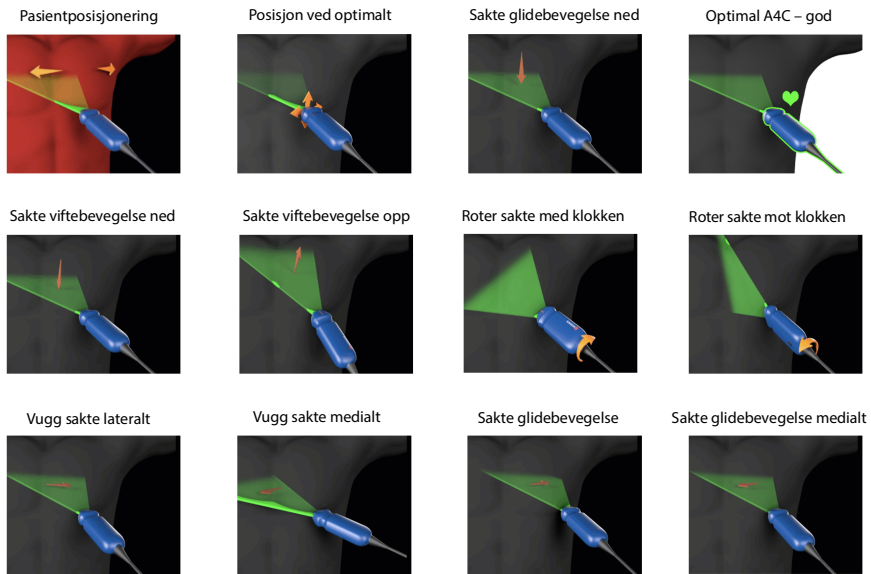 Pasientposisjonering
Posisjon ved optimalt
Sakte glidebevegelse ned
Optimal A4C – god
Sakte viftebevegelse ned
Sakte viftebevegelse opp
Roter sakte med klokken
Roter sakte mot klokken
Vugg sakte lateralt
Vugg sakte medialt
Sakte glidebevegelse
Sakte glidebevegelse medialt